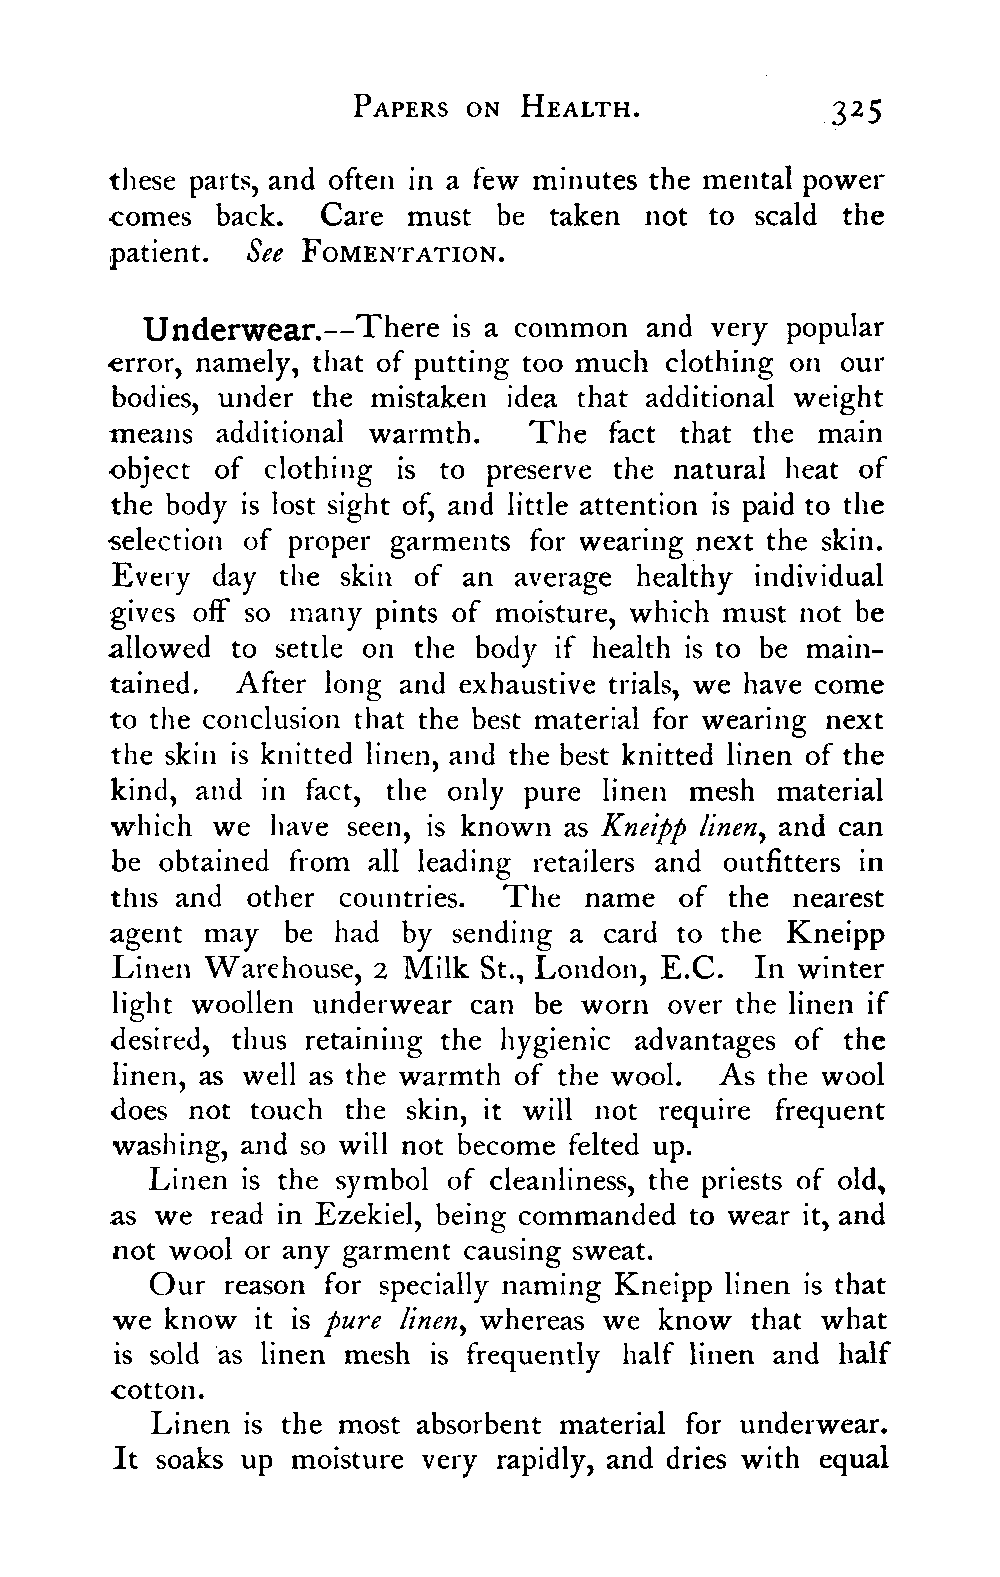 PAPERS ON HEALTH. 325
these parts, and often in a few minutes the mental power
comes back. Care must be taken not to scald the
patient. See FOMENTATION.
Underwear.--There is a common and very popular
error, namely, that of putting too much clothing on our
bodies, under the mistaken idea that additional weight
means additional warmth. The fact that the main
object of clothing is to preserve the natural heat of
the body is lost sight of, and little attention is paid to the
selection of proper garments for wearing next the skin.
Every day the skin of an average healthy individual
gives off so many pints of moisture, which must not be
allowed to settle on the body if health is to be main-
tained. After long and exhaustive trials, we have come
to the conclusion that the best material for wearing next
the skin is knitted linen, and the best knitted linen of the
kind, and in fact, the only pure linen mesh material
which we have seen, is known as Kneipp linen, and can
be obtained from all leading retailers and outfitters in
this and other countries. The name of the nearest
agent may be had by sending a card to the Kneipp
Linen Warehouse, 2 Milk St., London, E.C. In winter
light woollen underwear can be worn over the linen if
desired, thus retaining the hygienic advantages of the
linen, as well as the warmth of the wool. As the wool
does not touch the skin, it will not require frequent
washing, and so will not become felted up.
Linen is the symbol of cleanliness, the priests of old,
as we read in Ezekiel, being commanded to wear it, and
not wool or any garment causing sweat.
Our reason for specially naming Kneipp linen is that
we know it is pure linen, whereas we know that what
is sold as linen mesh is frequently half linen and half
cotton.
Linen is the most absorbent material for underwear.
It soaks up moisture very rapidly, and dries with equal